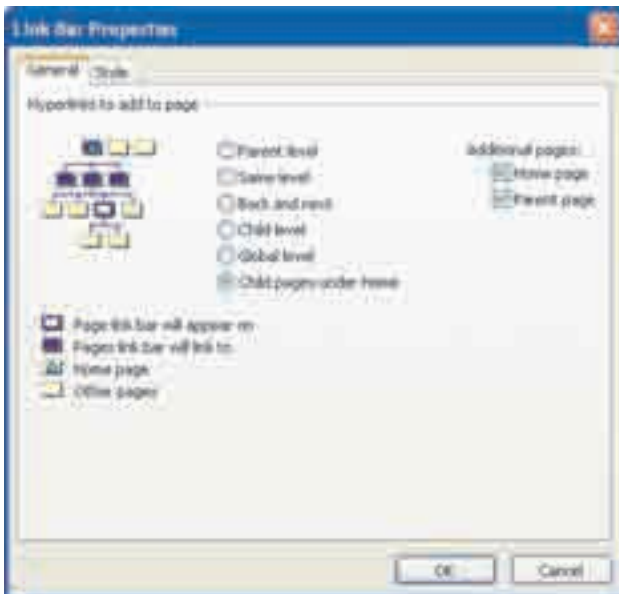 Link Bar Properties
General Style
Hyperlinks to add to page
Parent level
Same level
Back and next
Child level
Global level
Child pages under Home
Additional pages:
Home page
Parent page
Page link bar will appear on
Pages link bar will link to
Home page
Other pages
OK Cancel